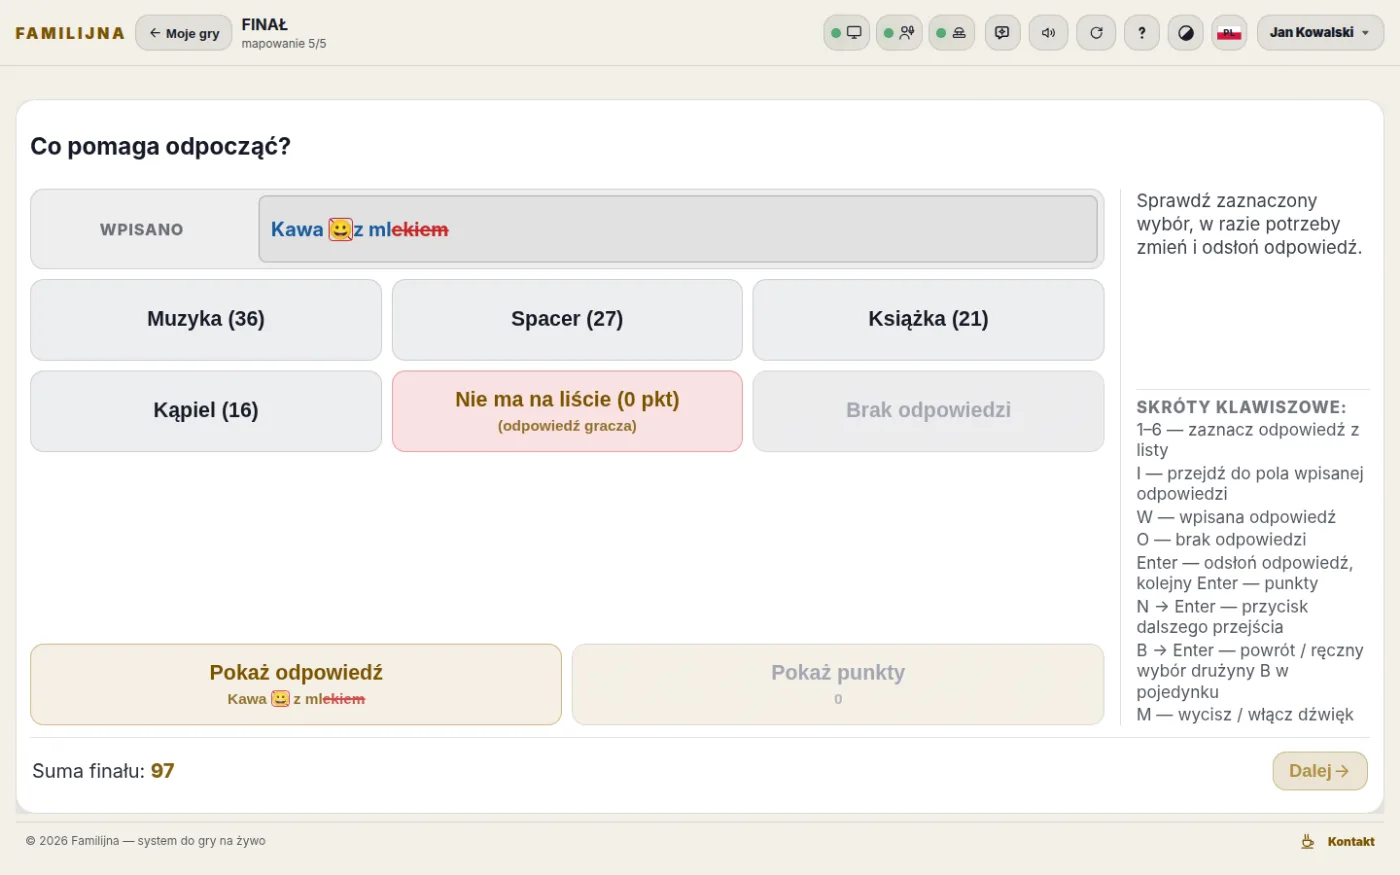 FAMILIJNA
← Moje gry
FINAŁ
mapowanie 5/5
?
PL
Jan Kowalski
Co pomaga odpocząć?
WPISANO
Kawa 😀 z mlekiem
Muzyka (36)
Spacer (27)
Książka (21)
Kąpiel (16)
Nie ma na liście (0 pkt)
(odpowiedź gracza)
Brak odpowiedzi
Pokaż odpowiedź
Kawa 😀 z mlekiem
Pokaż punkty
0
Sprawdź zaznaczony
wybór, w razie potrzeby
zmień i odsłoń odpowiedź.
SKRÓTY KLAWISZOWE:
1–6 — zaznacz odpowiedź z
listy
I — przejdź do pola wpisanej
odpowiedzi
W — wpisana odpowiedź
O — brak odpowiedzi
Enter — odsłoń odpowiedź,
kolejny Enter — punkty
N → Enter — przycisk
dalszego przejścia
B → Enter — powrót / ręczny
wybór drużyny B w
pojedynku
M — wycisz / włącz dźwięk
Suma finału: 97
Dalej →
© 2026 Familijna — system do gry na żywo
Kontakt